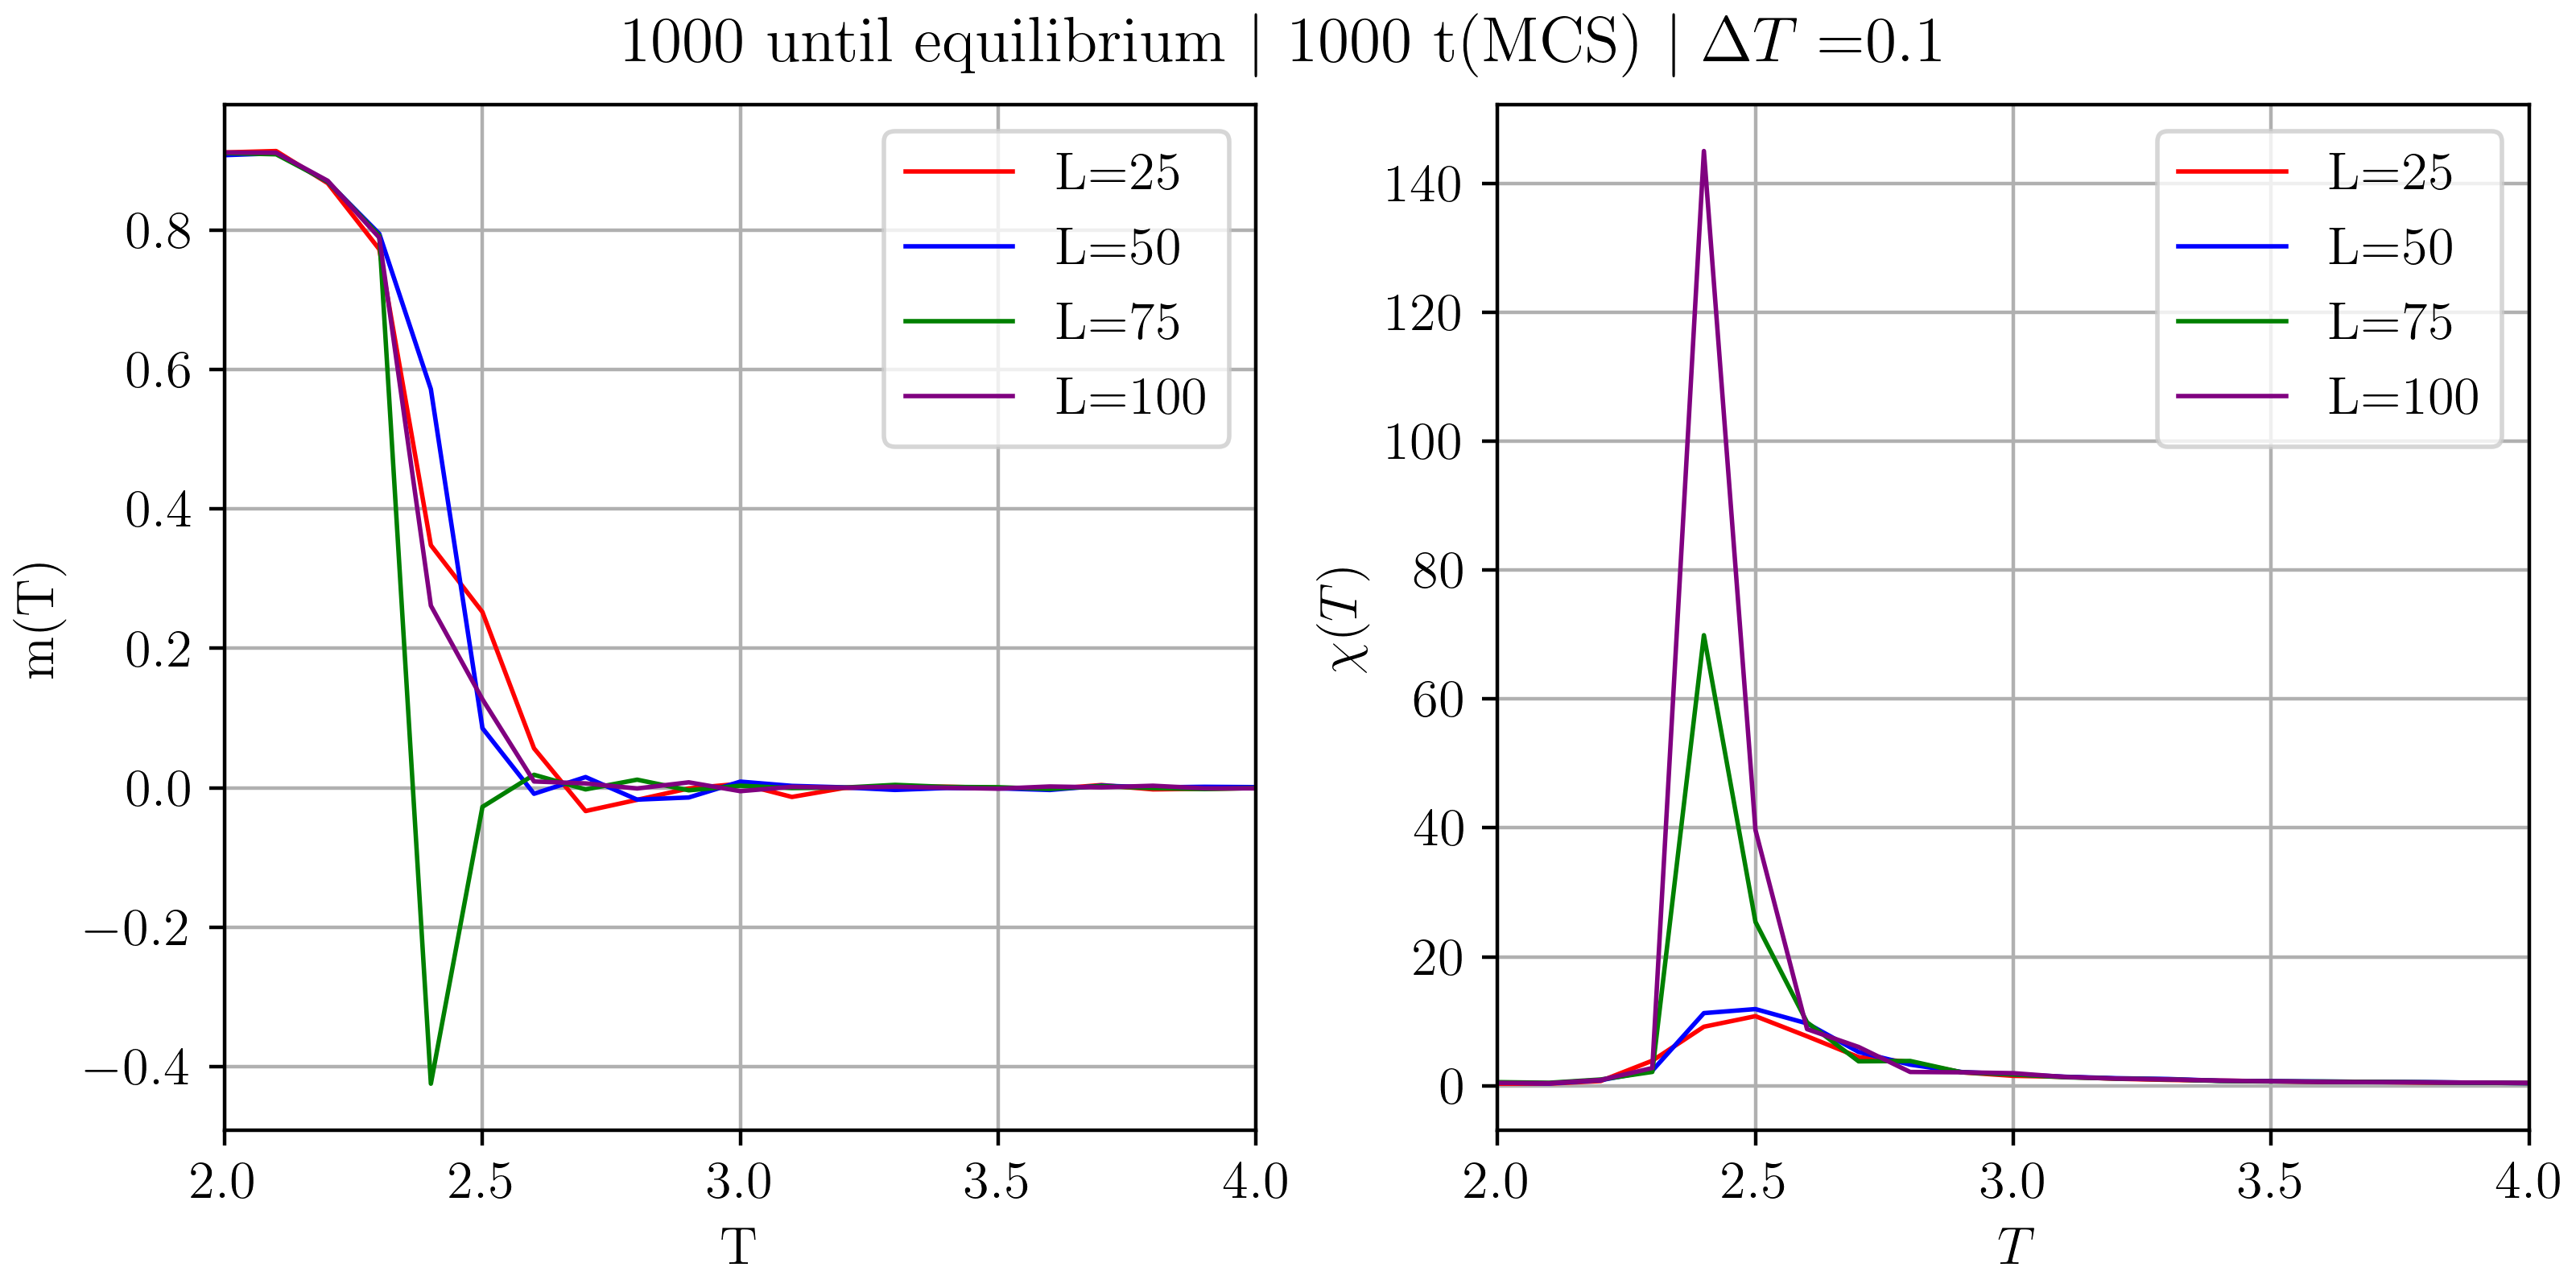 1000 until equilibrium | 1000 t(MCS) | ΔT =0.1
m(T)
0.8
0.6
0.4
0.2
0.0
−0.2
−0.4
2.0 2.5 3.0 3.5 4.0
T
L=25
L=50
L=75
L=100
χ(T)
140
120
100
80
60
40
20
0
2.0 2.5 3.0 3.5 4.0
T
L=25
L=50
L=75
L=100